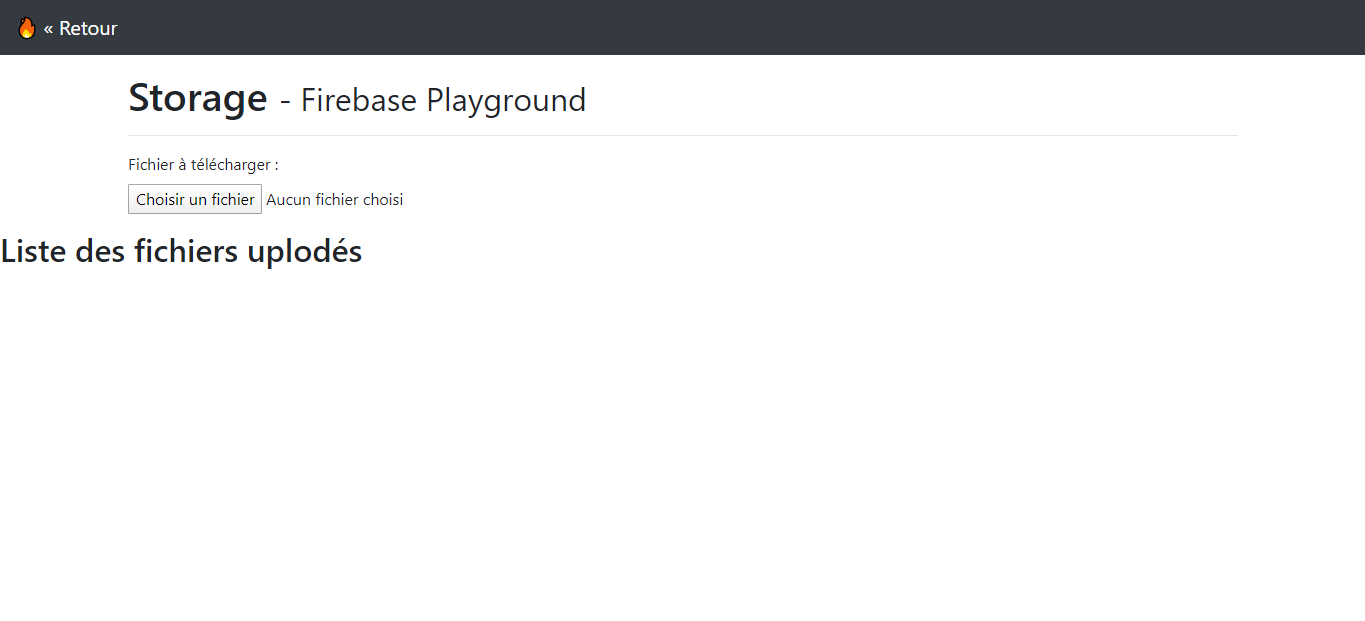 « Retour
Storage - Firebase Playground
Fichier à télécharger :
Choisir un fichier Aucun fichier choisi
Liste des fichiers uplodés